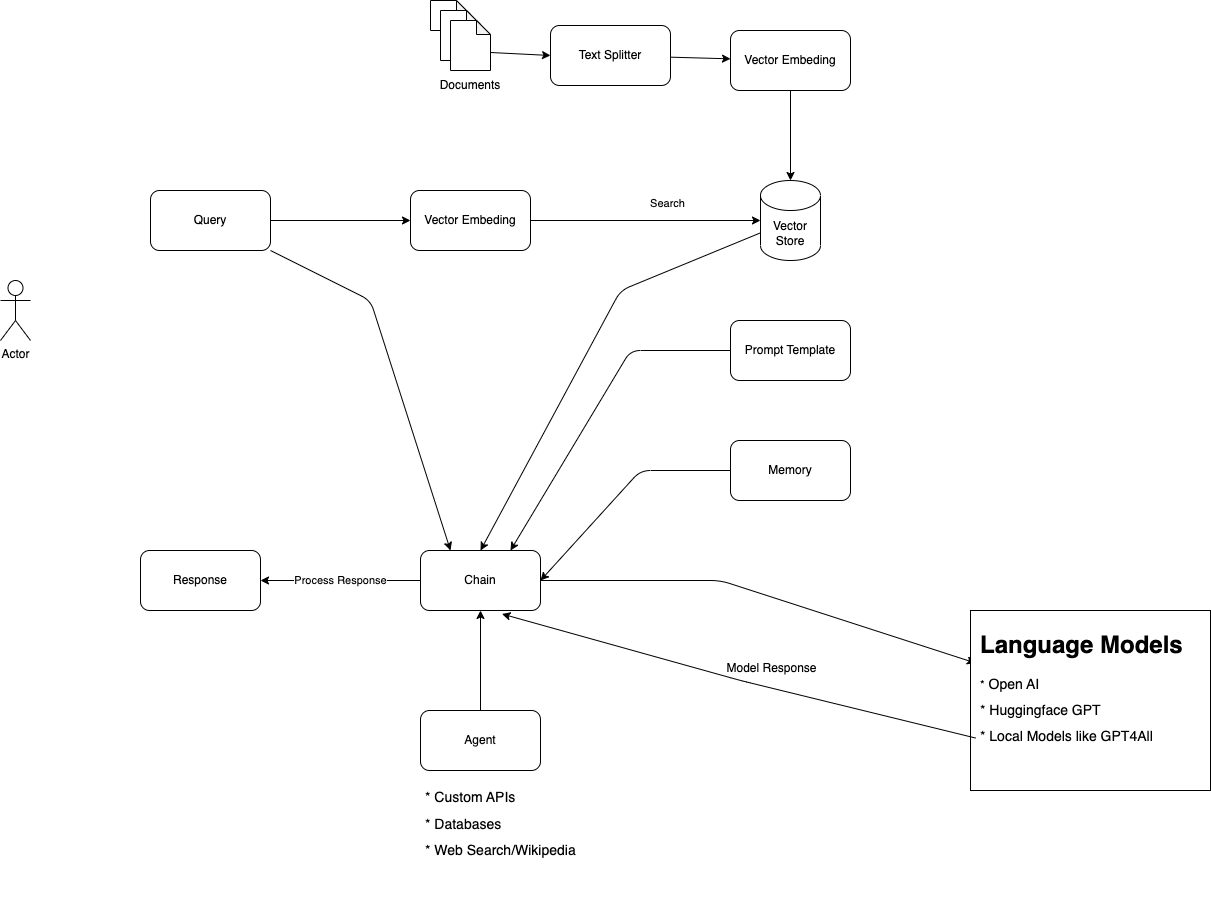 Documents
Text Splitter
Vector Embeding
Query
Vector Embeding
Search
Vector
Store
Actor
Prompt Template
Memory
Response
Process Response
Chain
Language Models
* Open AI
* Huggingface GPT
* Local Models like GPT4All
Model Response
Agent
* Custom APIs
* Databases
* Web Search/Wikipedia